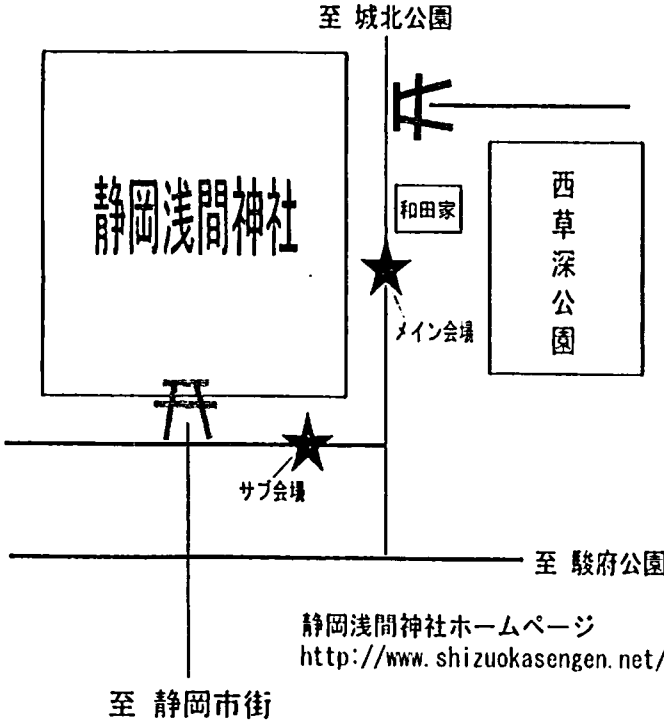 至 城北公園
静岡浅間神社
和田家
西草深公園
メイン会場
サブ会場
至 駿府公園
静岡浅間神社ホームページ
http://www.shizuokasengen.net/
至 静岡市街